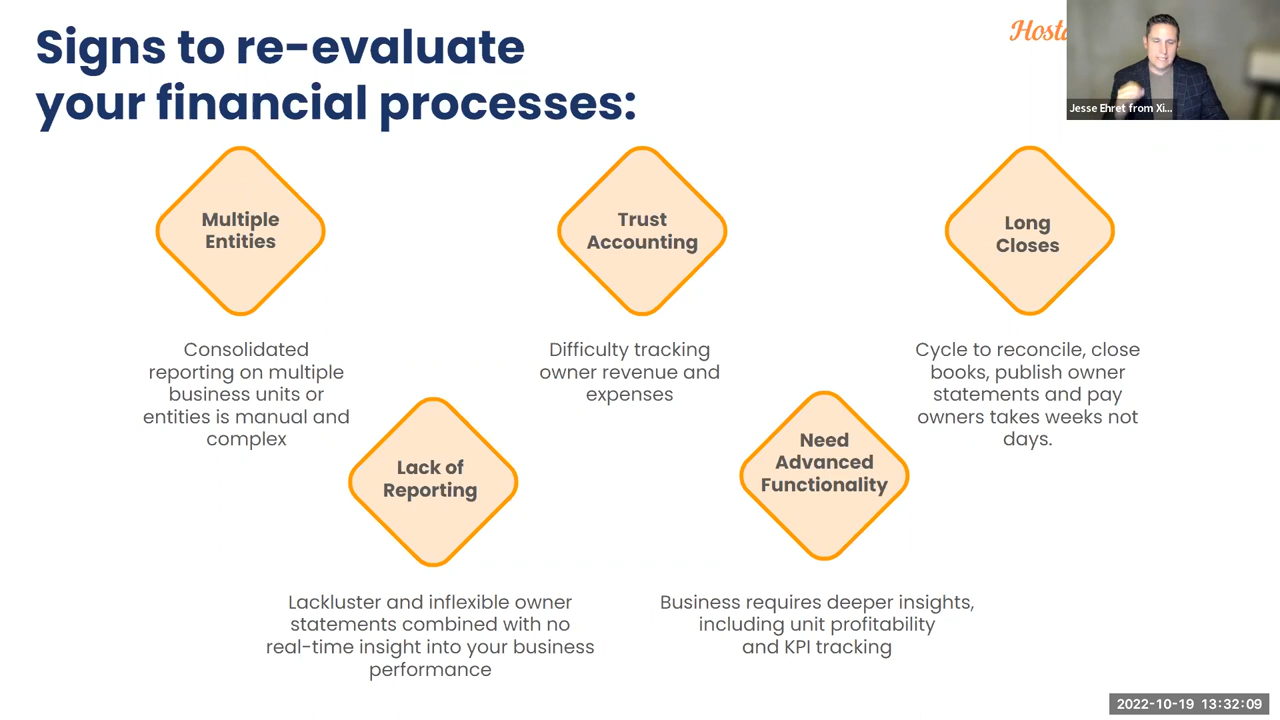 Signs to re-evaluate
your financial processes:
Jesse Ehret from Xi...
Multiple
Entities
Trust
Accounting
Long
Closes
Consolidated
reporting on multiple
business units or
entities is manual and
complex
Difficulty tracking
owner revenue and
expenses
Cycle to reconcile, close
books, publish owner
statements and pay
owners takes weeks not
days.
Lack of
Reporting
Need
Advanced
Functionality
Lackluster and inflexible owner
statements combined with no
real-time insight into your business
performance
Business requires deeper insights,
including unit profitability
and KPI tracking
2022-10-19 13:32:09